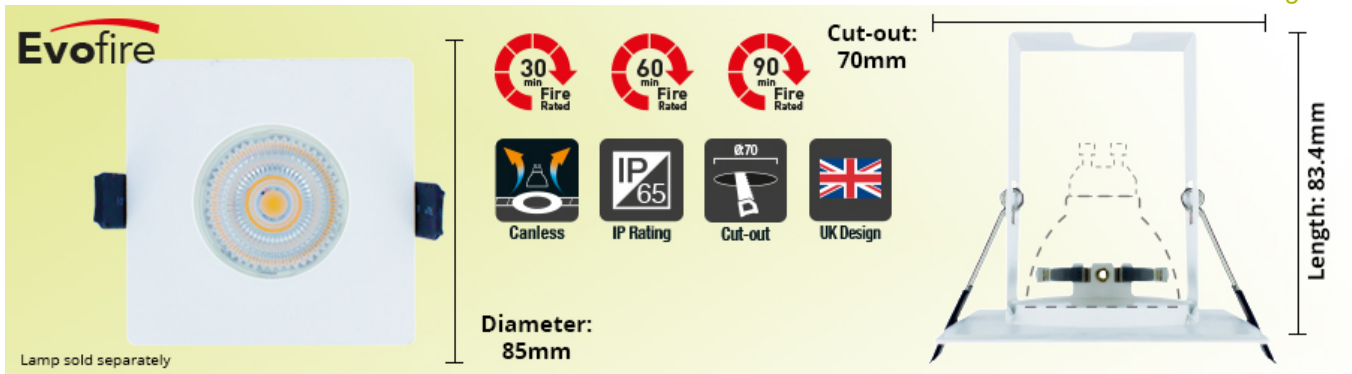 Evofire
Lamp sold separately
30
min
Fire
Rated
60
min
Fire
Rated
90
min
Fire
Rated
Canless
IP
65
IP Rating
Ø:70
Cut-out
UK Design
Diameter:
85mm
Cut-out:
70mm
Length: 83.4mm